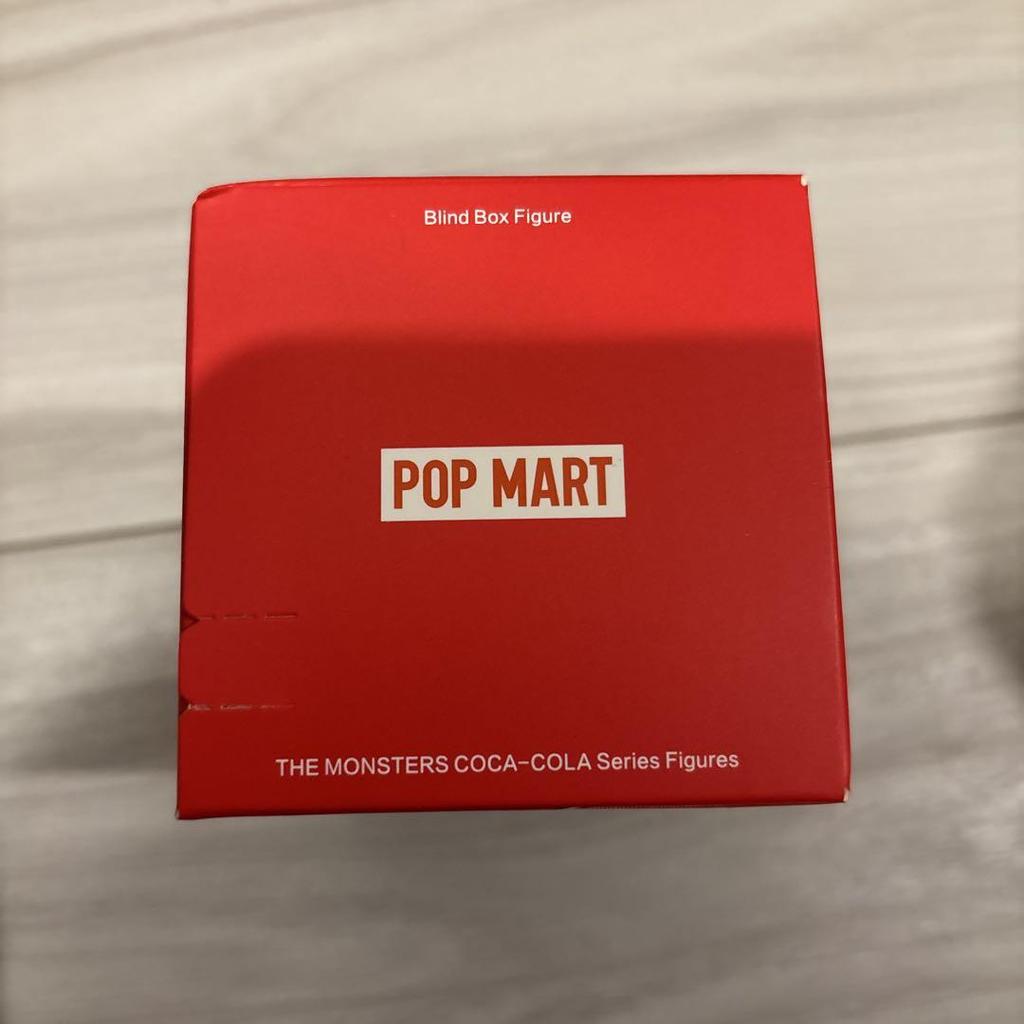 Blind Box Figure
POP MART
THE MONSTERS COCA-COLA Series Figures